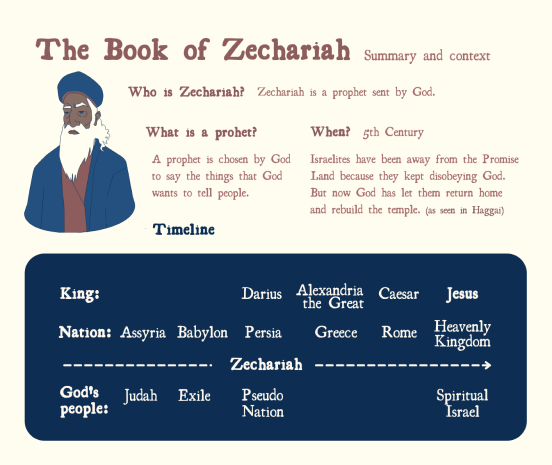 The Book of Zechariah Summary and context
Who is Zechariah? Zechariah is a prophet sent by God.
What is a prohet?
A prophet is chosen by God
to say the things that God
wants to tell people.
When? 5th Century
Israelites have been away from the Promise
Land because they kept disobeying God.
But now God has let them return home
and rebuild the temple. (as seen in Haggai)
Timeline
King: Darius Alexandria the Great Caesar Jesus
Nation: Assyria Babylon Persia Greece Rome Heavenly Kingdom
Zechariah
God's people: Judah Exile Pseudo Nation Spiritual Israel